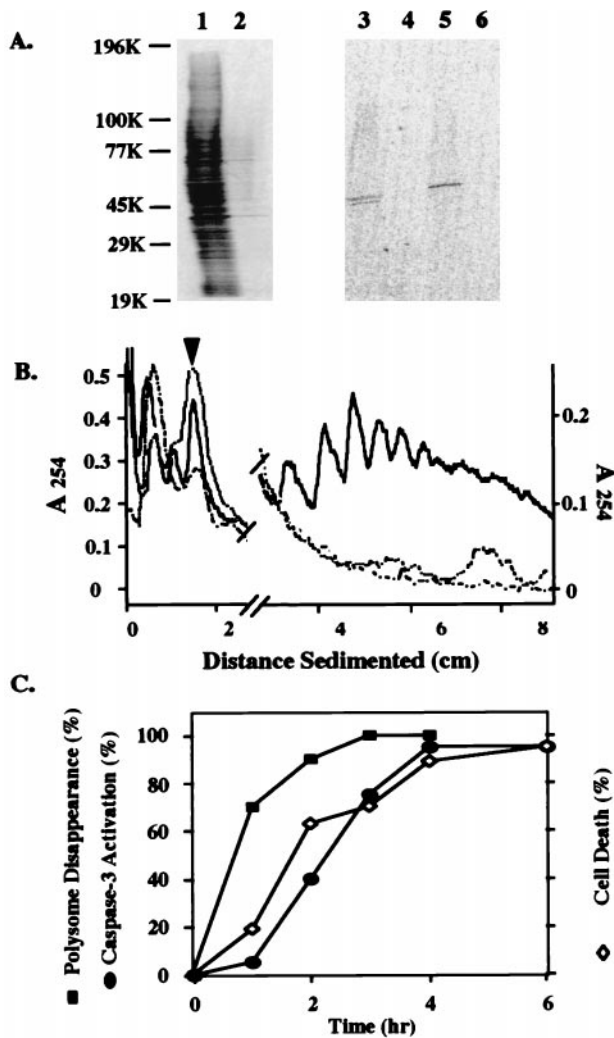 A.
1 2 3 4 5 6
196K
100K
77K
45K
29K
19K
B.
0.5
0.4
0.3
0.2
0.1
0
A 254
0.2
0.1
0
A 254
0 2 4 6 8
Distance Sedimented (cm)
C.
Polysome Disappearance (%)
Caspase-3 Activation (%)
100
80
60
40
20
0
Cell Death (%)
0 2 4 6
Time (hr)